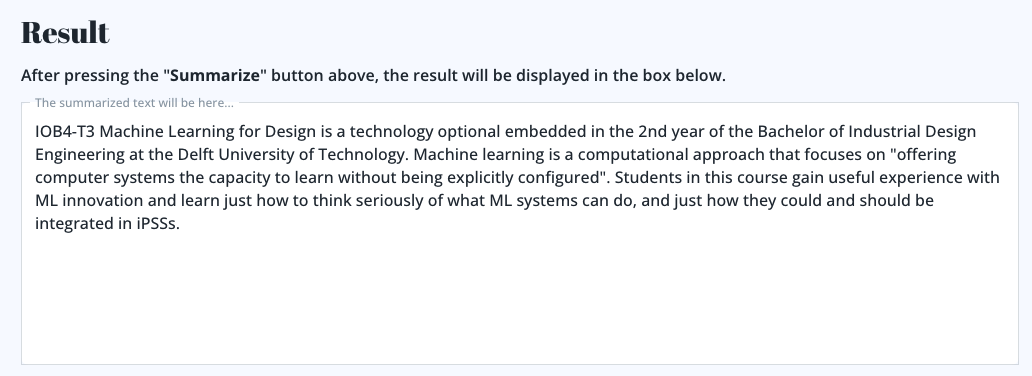 Result
After pressing the "Summarize" button above, the result will be displayed in the box below.
The summarized text will be here...
IOB4-T3 Machine Learning for Design is a technology optional embedded in the 2nd year of the Bachelor of Industrial Design
Engineering at the Delft University of Technology. Machine learning is a computational approach that focuses on "offering
computer systems the capacity to learn without being explicitly configured". Students in this course gain useful experience with
ML innovation and learn just how to think seriously of what ML systems can do, and just how they could and should be
integrated in iPSSs.